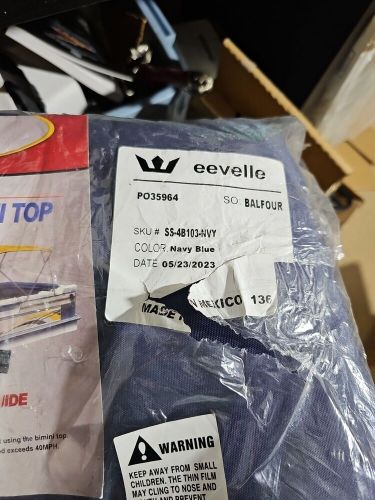 eevelle
PO35964 SO: BALFOUR
SKU # SS-4B103-NVY
COLOR: Navy Blue
DATE: 05/23/2023
MADE MEXICO 136
TOP
using the bimini top
exceeds 40MPH.
WARNING
KEEP AWAY FROM SMALL
CHILDREN. THE THIN FILM
MAY CLING TO NOSE AND
AND PREVENT